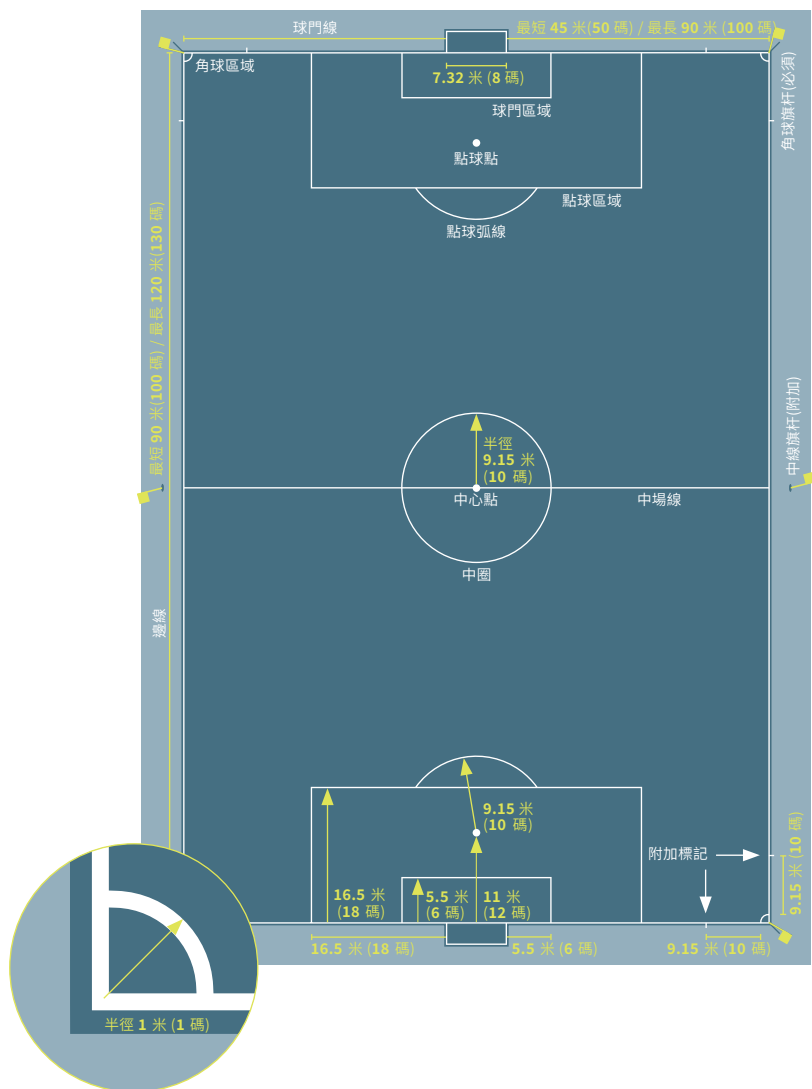 球門線
最短 45 米(50 碼) / 最長 90 米 (100 碼)
角球區域
7.32 米 (8 碼)
角球旗杆(必須)
球門區域
點球點
點球區域
點球弧線
最短 90 米(100 碼) / 最長 120 米(130 碼)
中線旗杆(附加)
半徑
9.15 米
(10 碼)
中心點
中場線
中圈
邊線
9.15 米
(10 碼)
附加標記
9.15 米 (10 碼)
16.5 米
(18 碼)
5.5 米
(6 碼)
11 米
(12 碼)
16.5 米 (18 碼)
5.5 米 (6 碼)
9.15 米 (10 碼)
半徑 1 米 (1 碼)